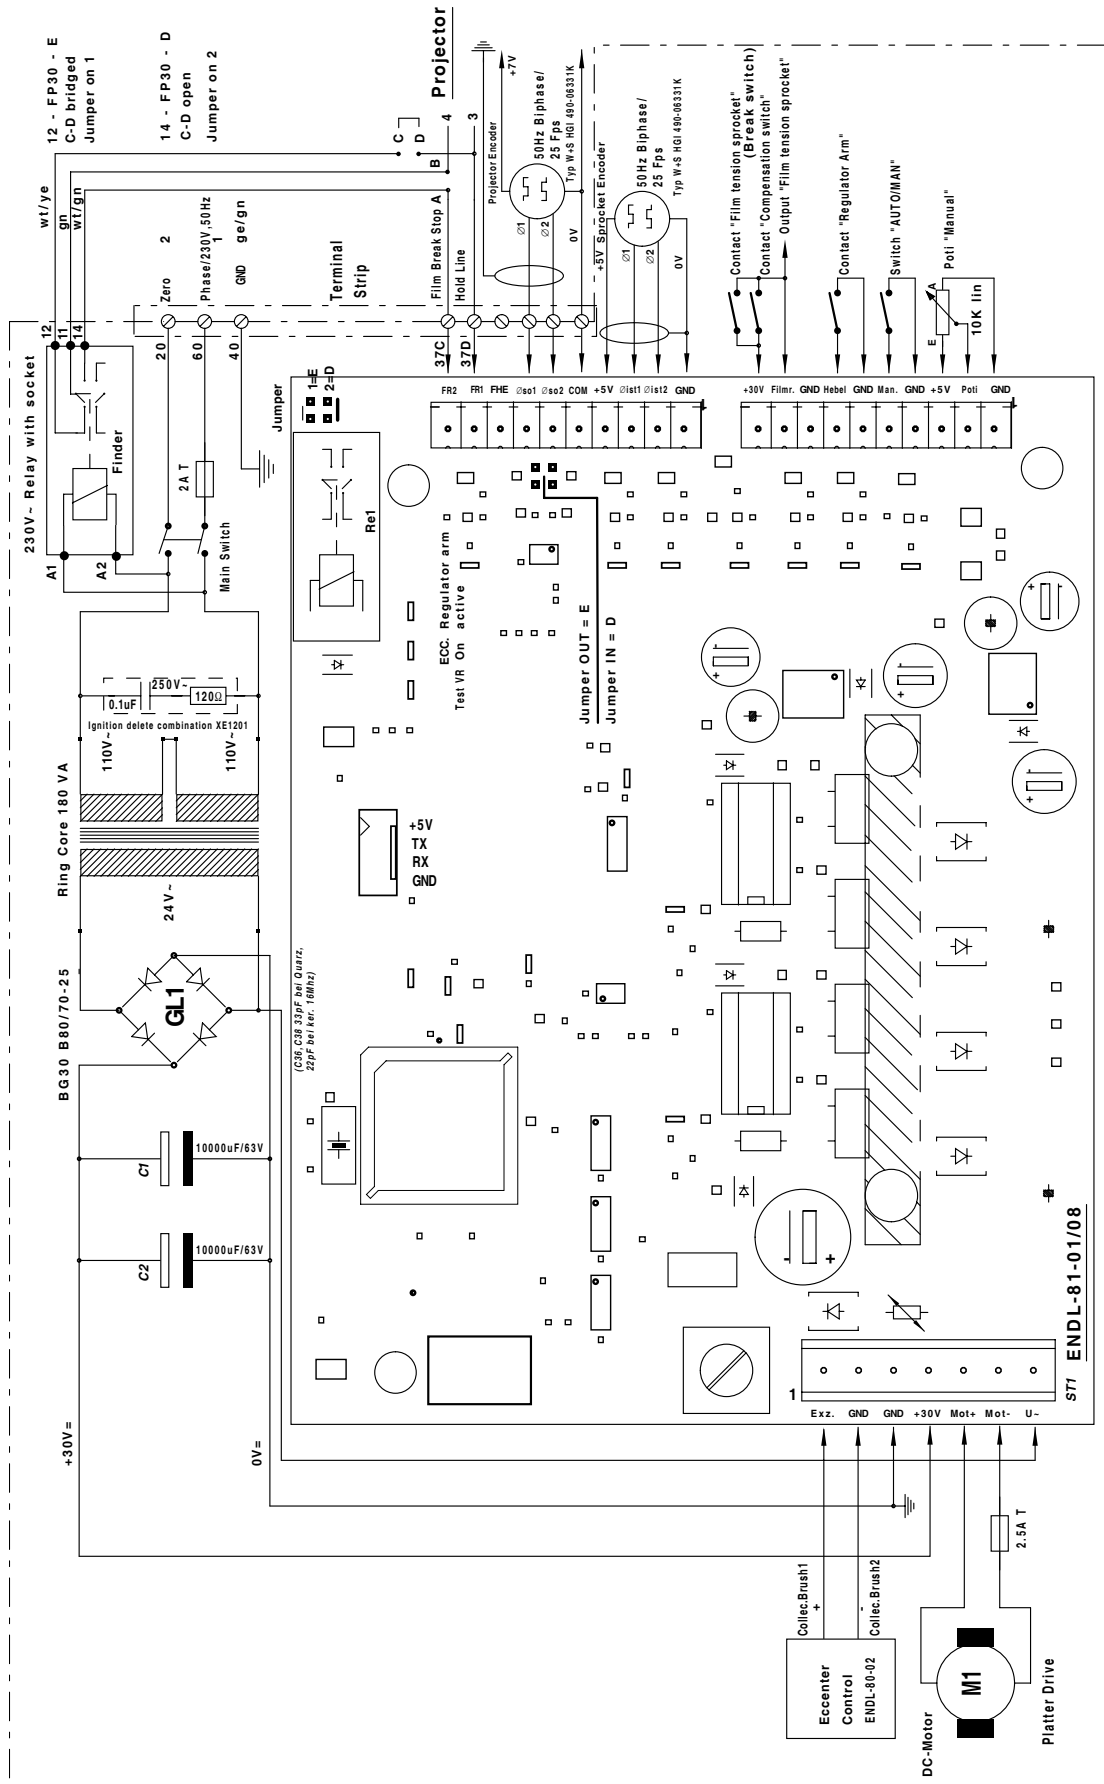 12 - FP30 - E
C-D bridged
Jumper on 1
14 - FP30 - D
C-D open
Jumper on 2
Projector
wt/ye
gn
wt/gn
12
11
14
230V~ Relay with socket
Finder
A1
A2
Zero
2
Phase/230V,50Hz
1
GND
ge/gn
20
60
40
2A T
Main Switch
Terminal
Strip
C
D
B
4
3
Film Break Stop A
Hold Line
37C
37D
+7V
Projector Encoder
Ø1
Ø2
50Hz Biphase/
25 Fps
Typ W+S HGI 490-06331K
0V
+5V Sprocket Encoder
Ø1
Ø2
50Hz Biphase/
25 Fps
Typ W+S HGI 490-06331K
0V
Contact "Film tension sprocket"
(Break switch)
Contact "Compensation switch"
Output "Film tension sprocket"
Contact "Regulator Arm"
Switch "AUTO/MAN"
Poti "Manual"
E
A
10K lin
Ring Core 180 VA
110V~
110V~
0.1uF
250V~
120Ω
Ignition delete combination XE1201
24V~
BG30 B80/70-25
GL1
C1
10000uF/63V
C2
10000uF/63V
+30V=
0V=
Jumper
1=E
2=D
Re1
FR2
FR1
FHE
Øso1
Øso2
COM
+5V
Øist1
Øist2
GND
+30V
Filmr.
GND
Hebel
GND
Man.
GND
+5V
Poti
GND
ECC. Regulator arm
Test VR On active
Jumper OUT = E
Jumper IN = D
+5V
TX
RX
GND
(C36,C38 33pF bei Quarz,
22pF bei ker. 16Mhz)
+
+
+
+
-
+
1
ST1
ENDL-81-01/08
Exz.
GND
GND
+30V
Mot+
Mot-
U~
Collec.Brush1
+
-
Collec.Brush2
Eccenter
Control
ENDL-80-02
2.5A T
M1
DC-Motor
Platter Drive